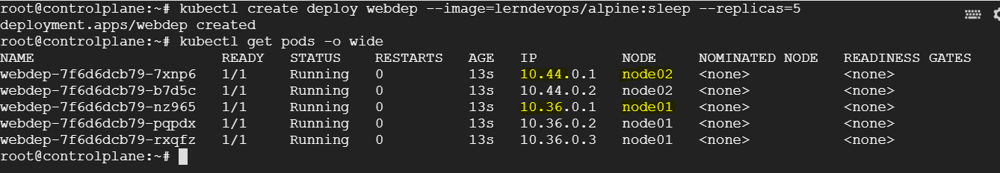 root@controlplane:~# kubectl create deploy webdep --image=lerndevops/alpine:sleep --replicas=5
deployment.apps/webdep created
root@controlplane:~# kubectl get pods -o wide
NAME                      READY   STATUS    RESTARTS   AGE   IP          NODE     NOMINATED NODE   READINESS GATES
webdep-7f6d6dcb79-7xnp6   1/1     Running   0          13s   10.44.0.1   node02   <none>           <none>
webdep-7f6d6dcb79-b7d5c   1/1     Running   0          13s   10.44.0.2   node02   <none>           <none>
webdep-7f6d6dcb79-nz965   1/1     Running   0          13s   10.36.0.1   node01   <none>           <none>
webdep-7f6d6dcb79-pqpdx   1/1     Running   0          13s   10.36.0.2   node01   <none>           <none>
webdep-7f6d6dcb79-rxqfz   1/1     Running   0          13s   10.36.0.3   node01   <none>           <none>
root@controlplane:~#